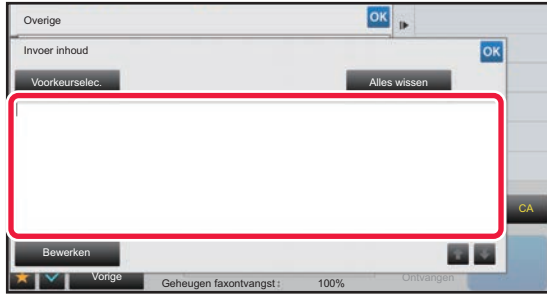 Overige OK
Invoer inhoud OK
Voorkeurselec. Alles wissen
CA
Bewerken
Vorige Geheugen faxontvangst : 100% Ontvangen